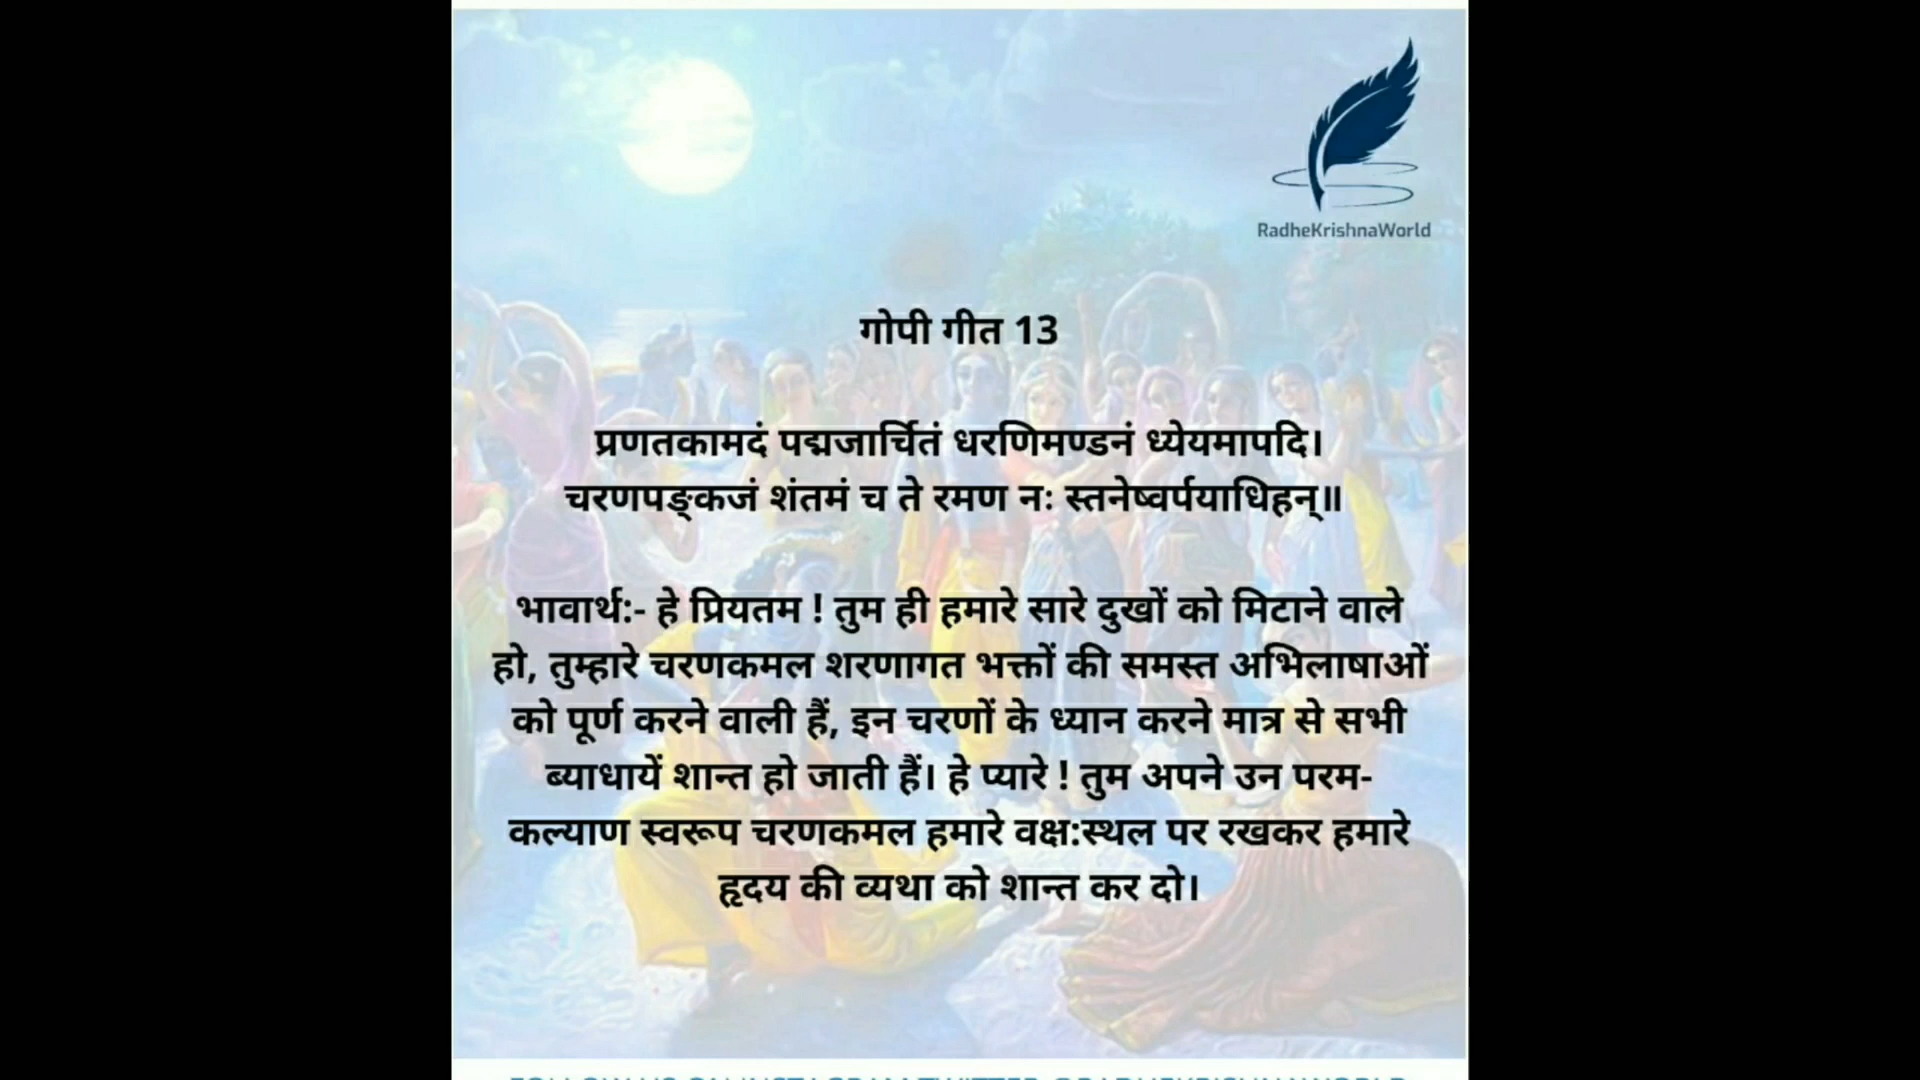 RadheKrishnaWorld
गोपी गीत 13
प्रणतकामदं पद्मजार्चितं धरणिमण्डनं ध्येयमापदि।
चरणपङ्कजं शंतमं च ते रमण नः स्तनेष्वर्पयाधिहन्॥
भावार्थ:- हे प्रियतम ! तुम ही हमारे सारे दुखों को मिटाने वाले
हो, तुम्हारे चरणकमल शरणागत भक्तों की समस्त अभिलाषाओं
को पूर्ण करने वाली हैं, इन चरणों के ध्यान करने मात्र से सभी
ब्याधायें शान्त हो जाती हैं। हे प्यारे ! तुम अपने उन परम-
कल्याण स्वरूप चरणकमल हमारे वक्ष:स्थल पर रखकर हमारे
हृदय की व्यथा को शान्त कर दो।